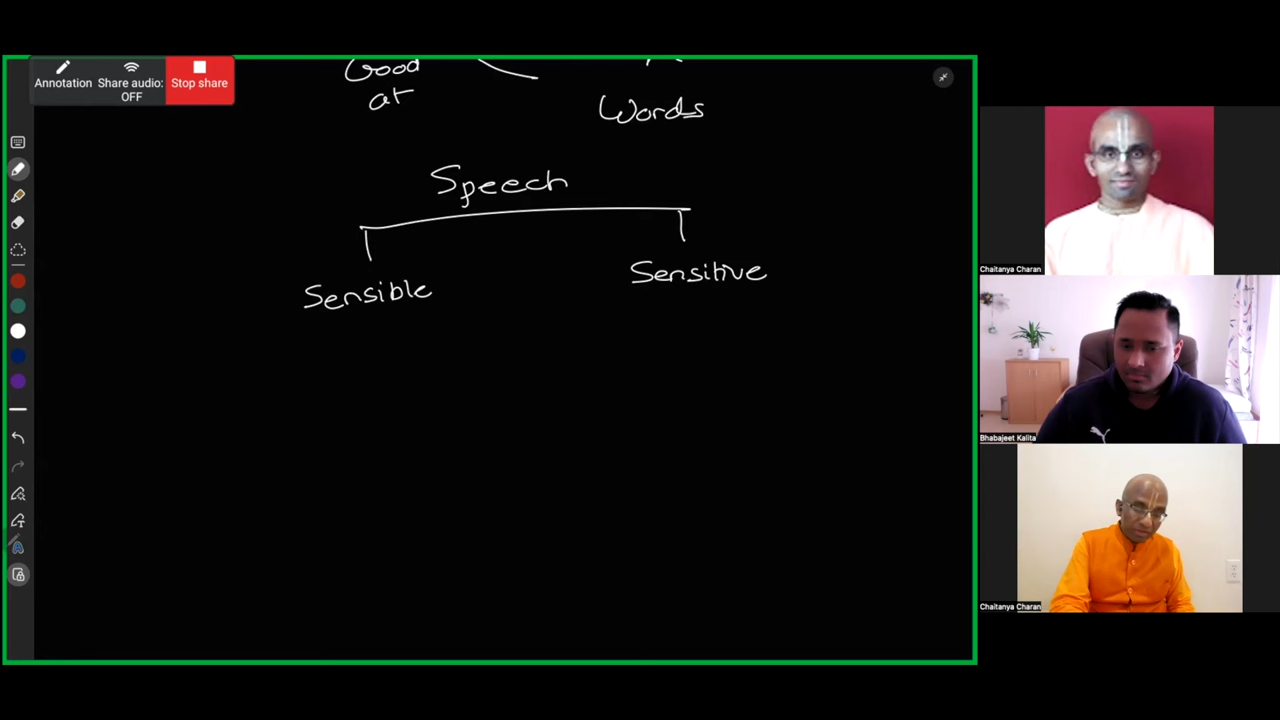 Annotation
Share audio:
OFF
Stop share
Good
at
Words
Speech
Sensible
Sensitive
Chaitanya Charan
Bhabajeet Kalita
Chaitanya Charan